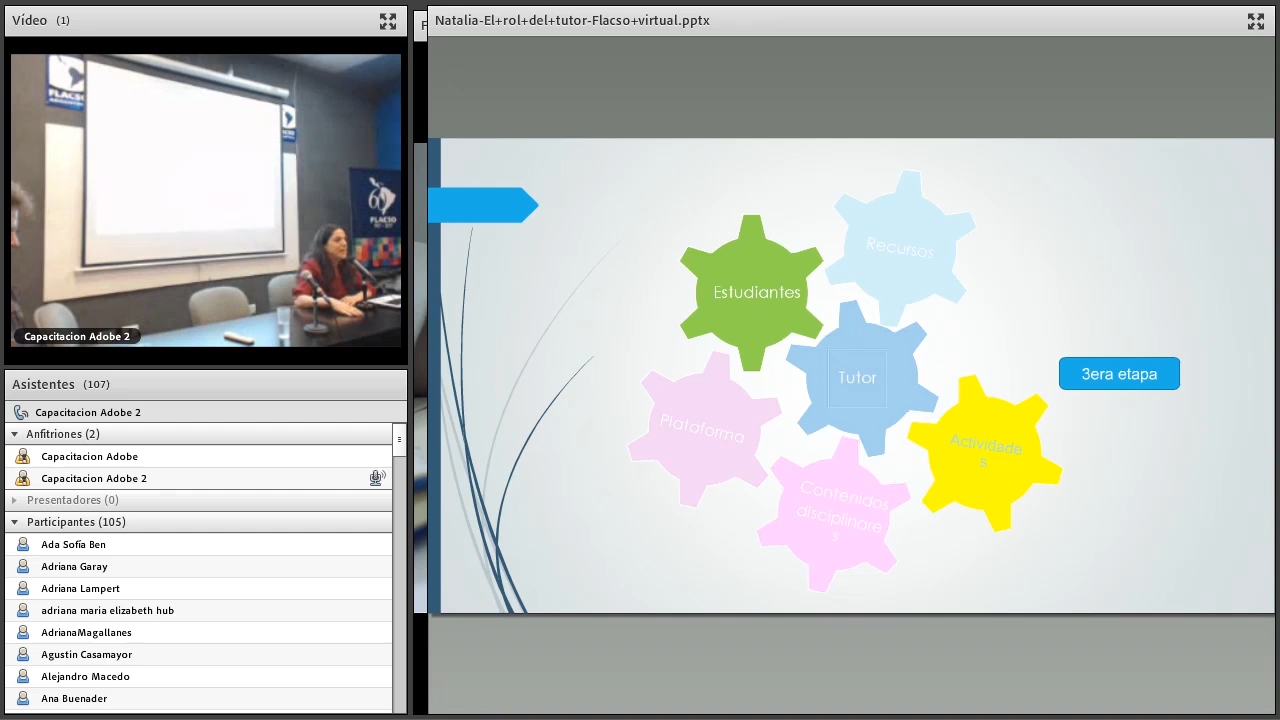 Vídeo (1)
Natalia-El+rol+del+tutor-Flacso+virtual.pptx
FLACSO
FLACSO
Capacitacion Adobe 2
Asistentes (107)
Capacitacion Adobe 2
Anfitriones (2)
Capacitacion Adobe
Capacitacion Adobe 2
Presentadores (0)
Participantes (105)
Ada Sofía Ben
Adriana Garay
Adriana Lampert
adriana maria elizabeth hub
AdrianaMagallanes
Agustin Casamayor
Alejandro Macedo
Ana Buenader
Recursos
Estudiantes
Tutor
3era etapa
Plataforma
Actividade
s
Contenidos
disciplinare
s